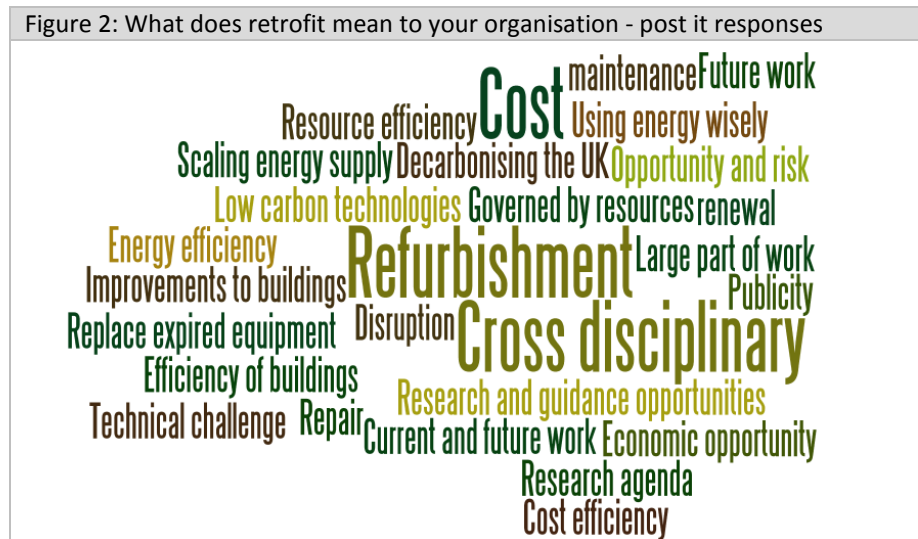 Figure 2: What does retrofit mean to your organisation - post it responses
Cost
maintenance
Future work
Resource efficiency
Using energy wisely
Scaling energy supply
Decarbonising the UK
Opportunity and risk
Low carbon technologies
Governed by resources
renewal
Energy efficiency
Refurbishment
Large part of work
Improvements to buildings
Publicity
Replace expired equipment
Disruption
Cross disciplinary
Efficiency of buildings
Research and guidance opportunities
Technical challenge
Repair
Current and future work
Economic opportunity
Research agenda
Cost efficiency